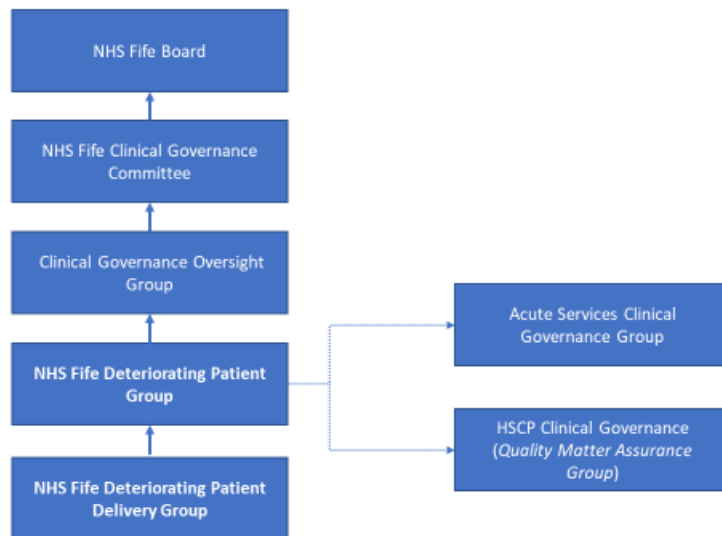 NHS Fife Board
NHS Fife Clinical Governance
Committee
Clinical Governance Oversight
Group
NHS Fife Deteriorating Patient
Group
NHS Fife Deteriorating Patient
Delivery Group
Acute Services Clinical
Governance Group
HSCP Clinical Governance
(Quality Matter Assurance
Group)